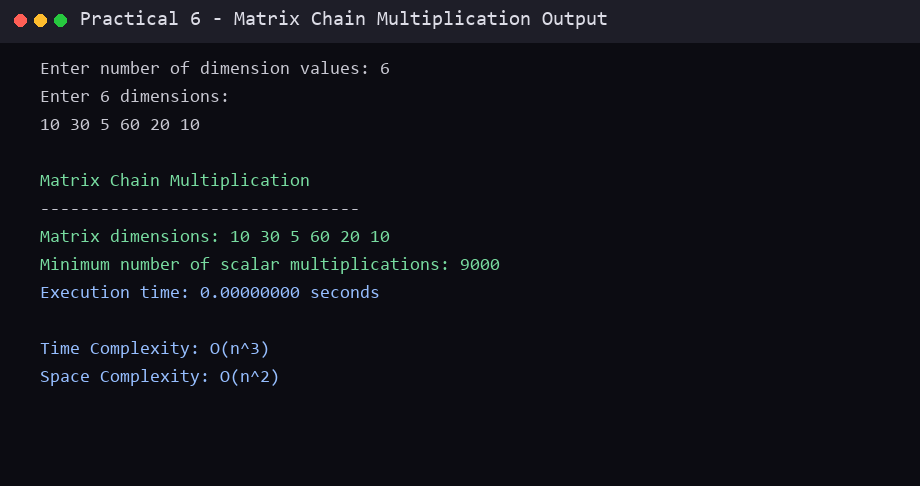 Practical 6 - Matrix Chain Multiplication Output
Enter number of dimension values: 6
Enter 6 dimensions:
10 30 5 60 20 10
Matrix Chain Multiplication
--------------------------------
Matrix dimensions: 10 30 5 60 20 10
Minimum number of scalar multiplications: 9000
Execution time: 0.00000000 seconds
Time Complexity: O(n^3)
Space Complexity: O(n^2)